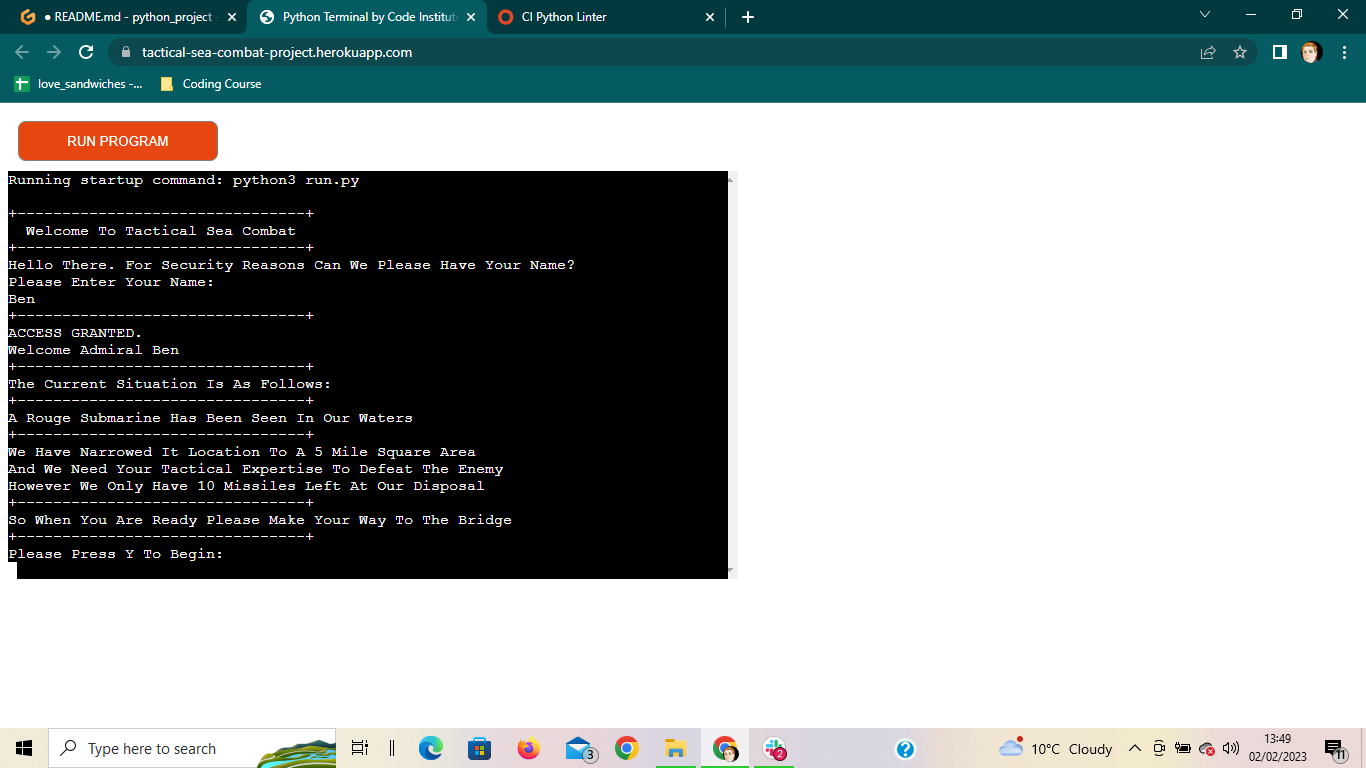 README.md - python_project -
Python Terminal by Code Institut
CI Python Linter
tactical-sea-combat-project.herokuapp.com
love_sandwiches -...
Coding Course
RUN PROGRAM
Running startup command: python3 run.py
+--------------------------------+
Welcome To Tactical Sea Combat
+--------------------------------+
Hello There. For Security Reasons Can We Please Have Your Name?
Please Enter Your Name:
Ben
+--------------------------------+
ACCESS GRANTED.
Welcome Admiral Ben
+--------------------------------+
The Current Situation Is As Follows:
+--------------------------------+
A Rouge Submarine Has Been Seen In Our Waters
+--------------------------------+
We Have Narrowed It Location To A 5 Mile Square Area
And We Need Your Tactical Expertise To Defeat The Enemy
However We Only Have 10 Missiles Left At Our Disposal
+--------------------------------+
So When You Are Ready Please Make Your Way To The Bridge
+--------------------------------+
Please Press Y To Begin:
Type here to search
3
2
10°C Cloudy
13:49
02/02/2023
11